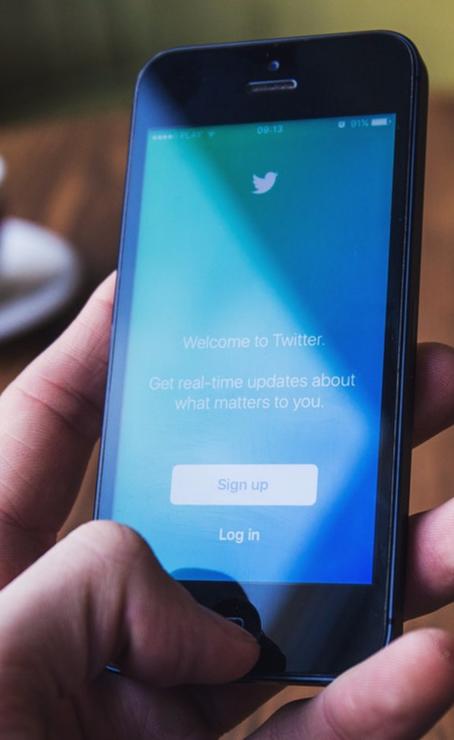 PLAY
09:13
91%
Welcome to Twitter.
Get real-time updates about
what matters to you.
Sign up
Log in